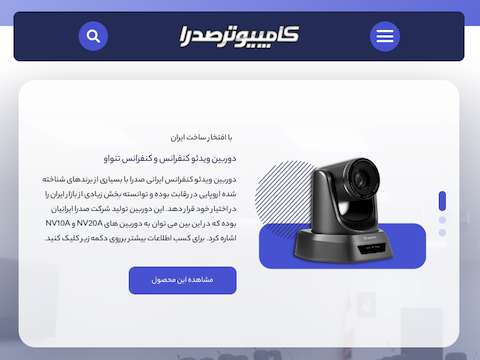 کامپیوتر صدرا
با افتخار ساخت ایران
دوربین ویدئو کنفرانس و کنفرانس تنواو
دوربین ویدئو کنفرانس ایرانی صدرا با بسیاری از برندهای شناخته
شده اروپایی در رقابت بوده و توانسته بخش زیادی از بازار ایران را
در اختیار خود قرار دهد. این دوربین تولید شرکت صدرا ایرانیان
بوده که در این بین می توان به دوربین های NV20A و NV10A
اشاره کرد. برای کسب اطلاعات بیشتر برروی دکمه زیر کلیک کنید.
مشاهده این محصول